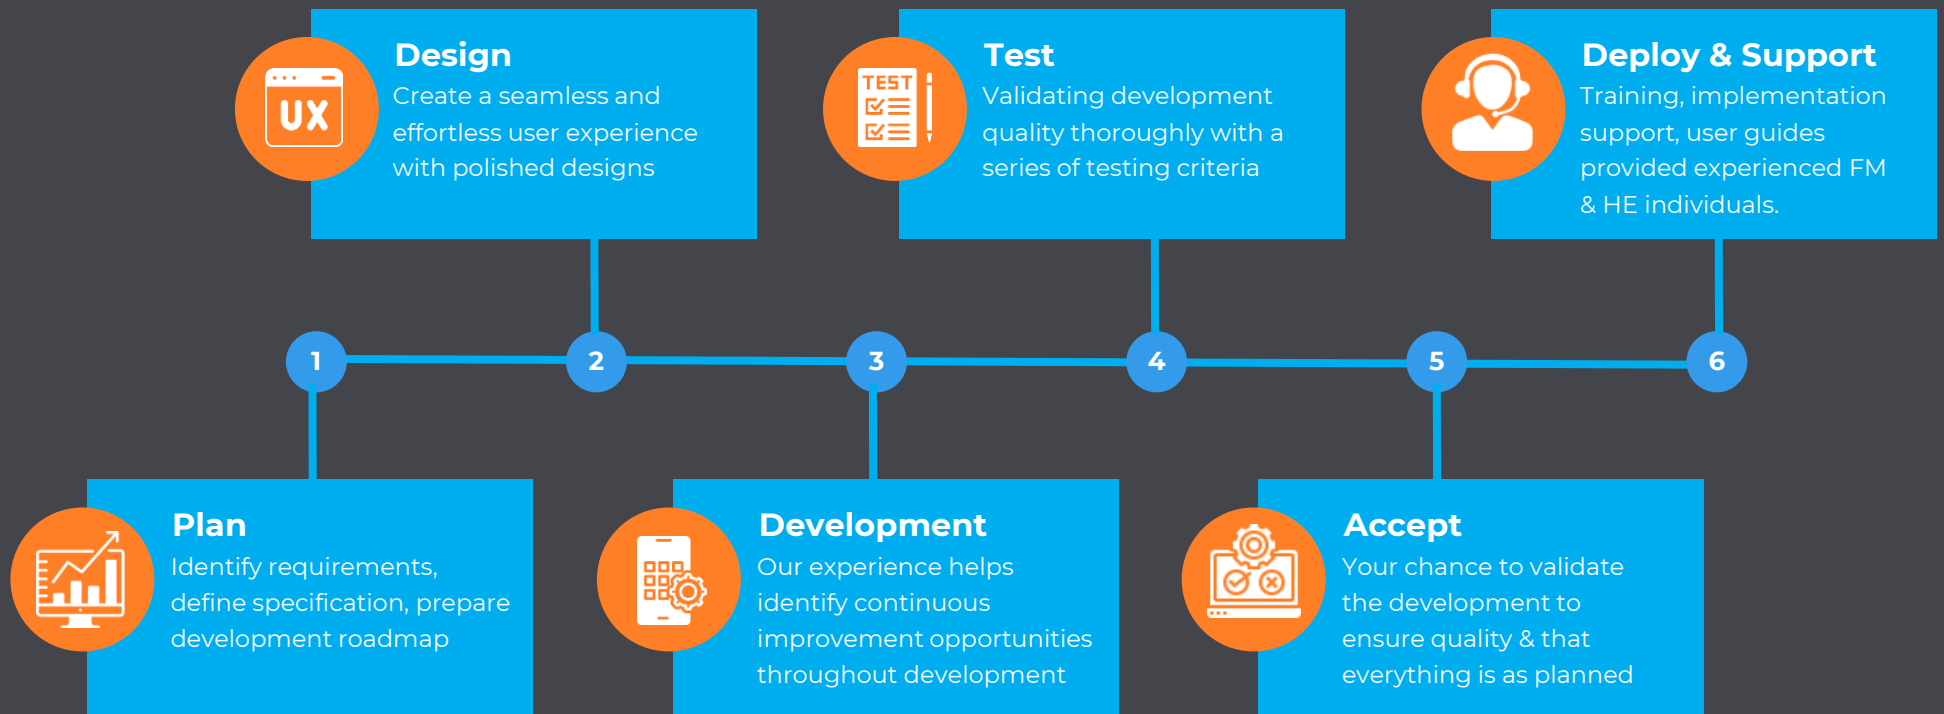 Design
Create a seamless and
effortless user experience
with polished designs
UX
Test
Validating development
quality thoroughly with a
series of testing criteria
TEST
Deploy & Support
Training, implementation
support, user guides
provided experienced FM
& HE individuals.
1
2
3
4
5
6
Plan
Identify requirements,
define specification, prepare
development roadmap
Development
Our experience helps
identify continuous
improvement opportunities
throughout development
Accept
Your chance to validate
the development to
ensure quality & that
everything is as planned